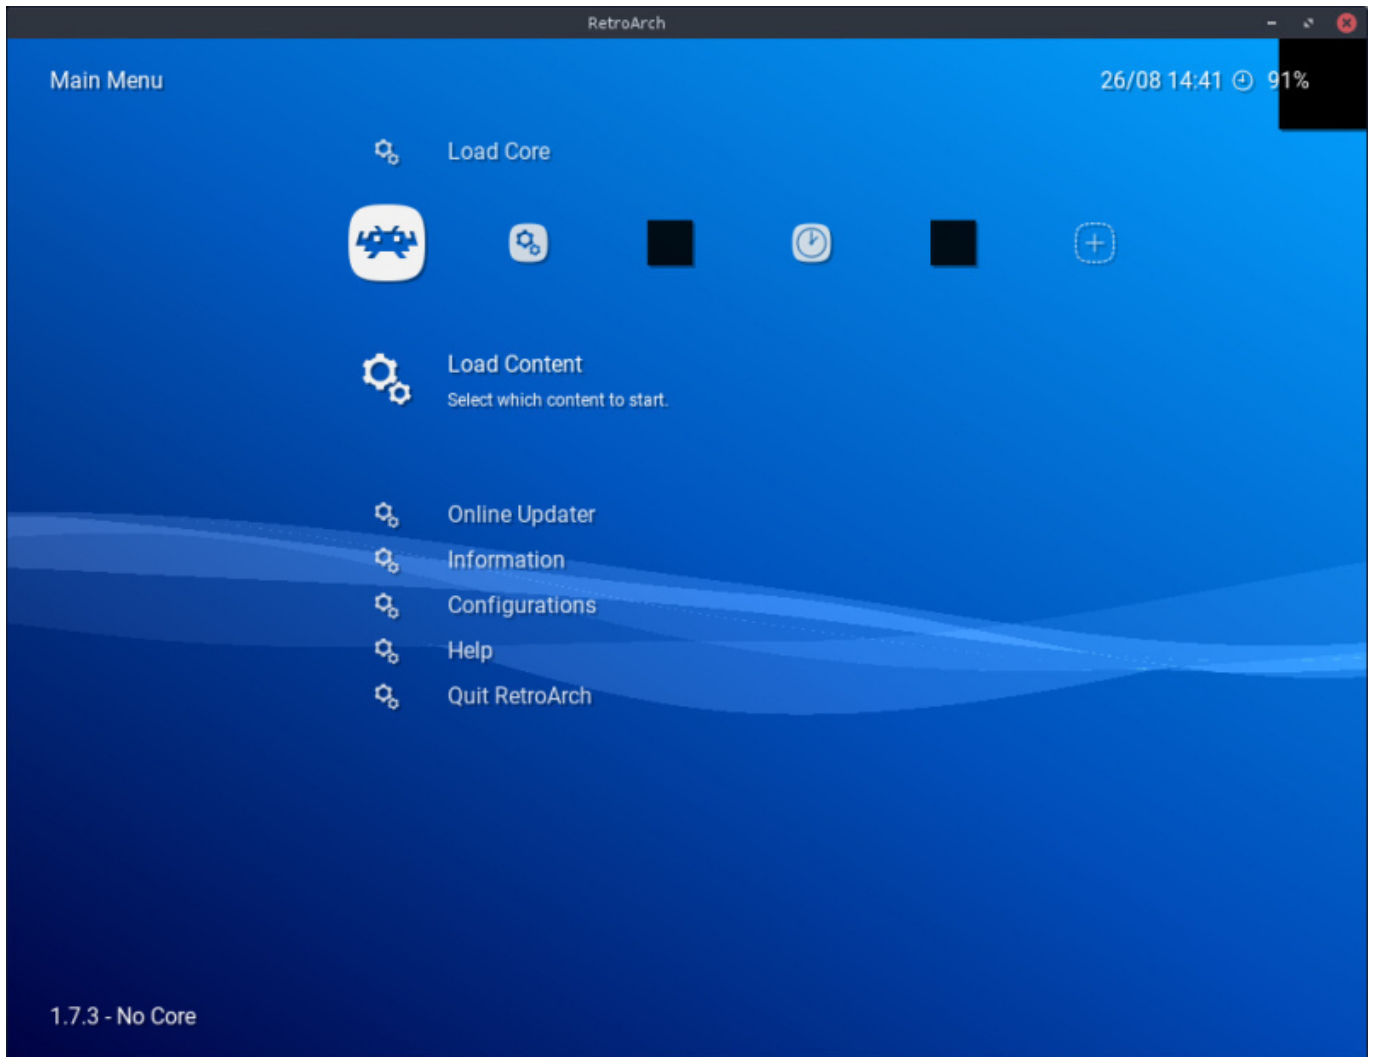 RetroArch
Main Menu
26/08 14:41 91%
Load Core
Load Content
Select which content to start.
Online Updater
Information
Configurations
Help
Quit RetroArch
1.7.3 - No Core